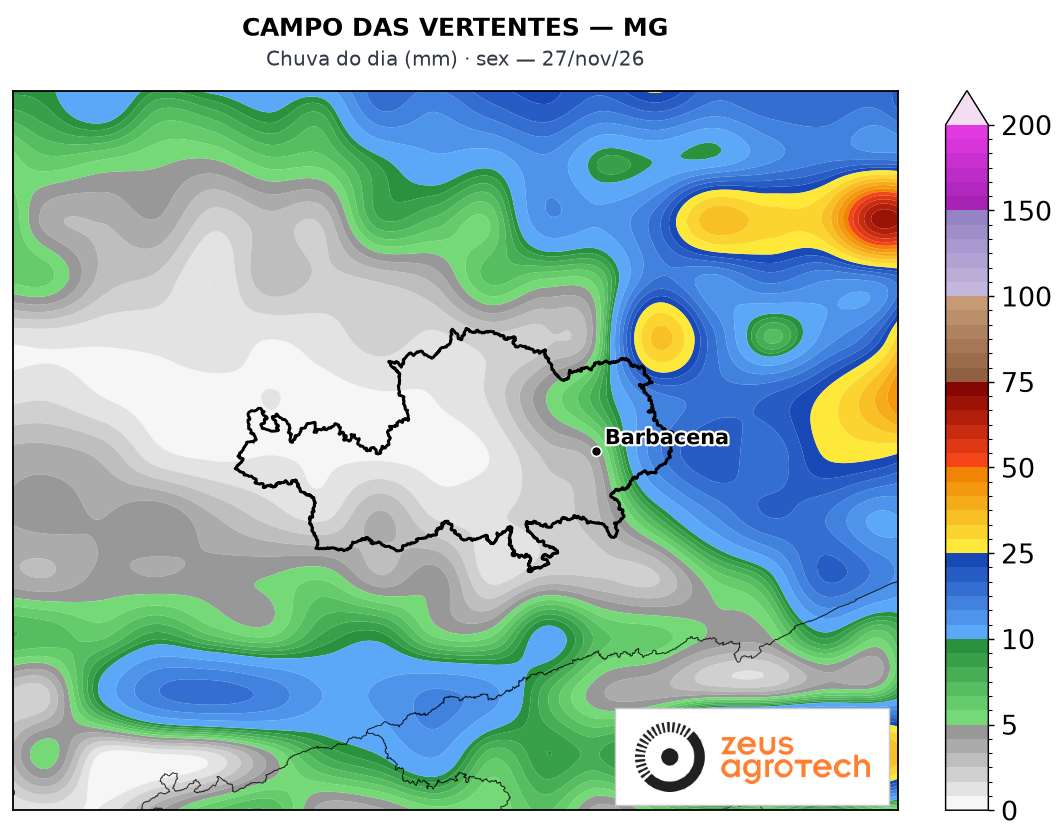 CAMPO DAS VERTENTES — MG
Chuva do dia (mm) · sex — 27/nov/26
200
150
100
75
50
25
10
5
0
Barbacena
zeus
agrotech